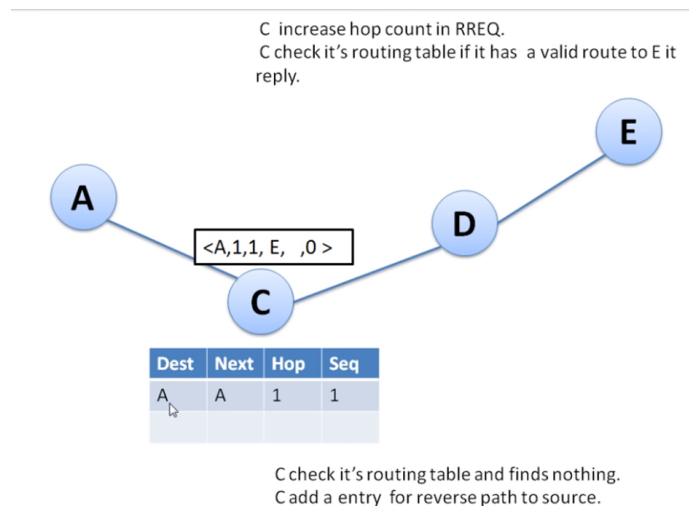 C increase hop count in RREQ.
C check it's routing table if it has a valid route to E it
reply.
E
A
D
<A,1,1, E, ,0 >
C
Dest Next Hop Seq
A A 1 1
C check it's routing table and finds nothing.
C add a entry for reverse path to source.